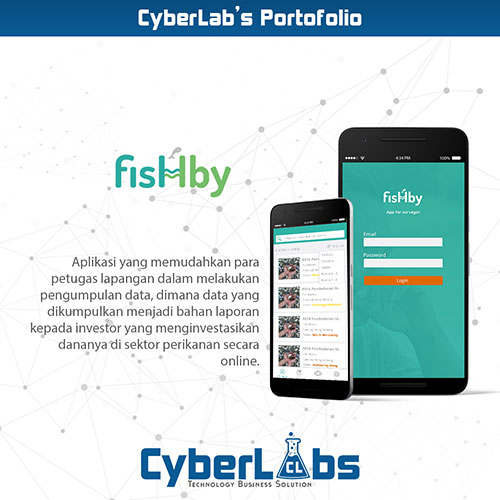 CyberLab's Portofolio
fisHby
Aplikasi yang memudahkan para
petugas lapangan dalam melakukan
pengumpulan data, dimana data yang
dikumpulkan menjadi bahan laporan
kepada investor yang menginvestasikan
dananya di sektor perikanan secara
online.
4:34 PM
100%
fisHby
App for surveyor
Email
Password
Login
CyberLabs
CL
Technology Business Solution